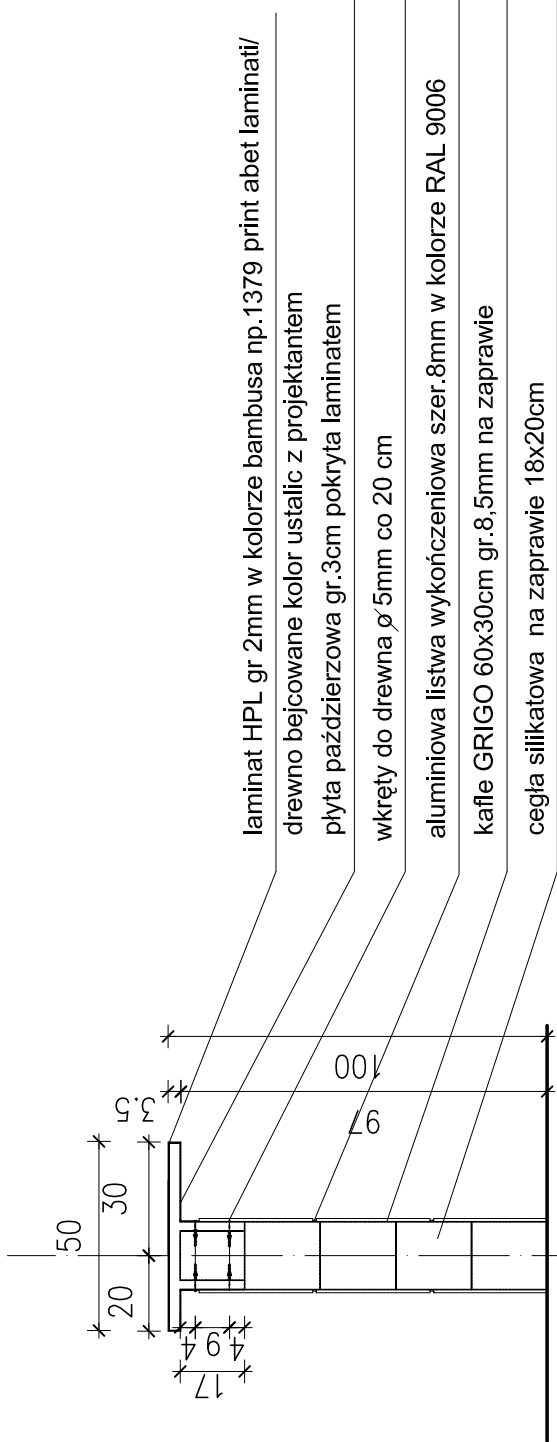 laminat HPL gr 2mm w kolorze bambusa np.1379 print abet laminati/
drewno bejcowane kolor ustalic z projektantem
płyta paździerzowa gr.3cm pokryta laminatem
wkręty do drewna ø 5mm co 20 cm
aluminiowa listwa wykończeniowa szer.8mm w kolorze RAL 9006
kafle GRIGO 60x30cm gr.8,5mm na zaprawie
cegła silikatowa na zaprawie 18x20cm
50
20
30
3.5
100
97
4
9
4
17